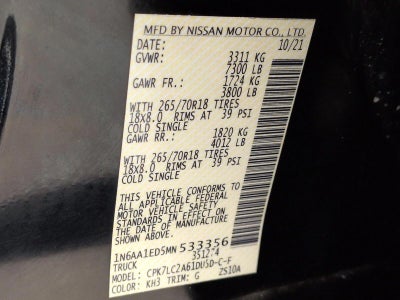 MFD BY NISSAN MOTOR CO., LTD.
DATE: 10/21
GVWR: 3311 KG
7300 LB
GAWR FR.: 1724 KG
3800 LB
WITH 265/70R18 TIRES
18x8.0 RIMS AT 39 PSI
COLD SINGLE
GAWR RR.: 1820 KG
4012 LB
WITH 265/70R18 TIRES
18x8.0 RIMS AT 39 PSI
COLD SINGLE
THIS VEHICLE CONFORMS TO
ALL APPLICABLE FEDERAL
MOTOR VEHICLE SAFETY
STANDARDS IN EFFECT ON
THE DATE OF MANUFACTURE
SHOWN ABOVE.
1N6AA1ED5MN533356
TRUCK 3512:4
MODEL: CPK7LC2A61DUSD-C-F
COLOR: KH3 TRIM: G ZS10A